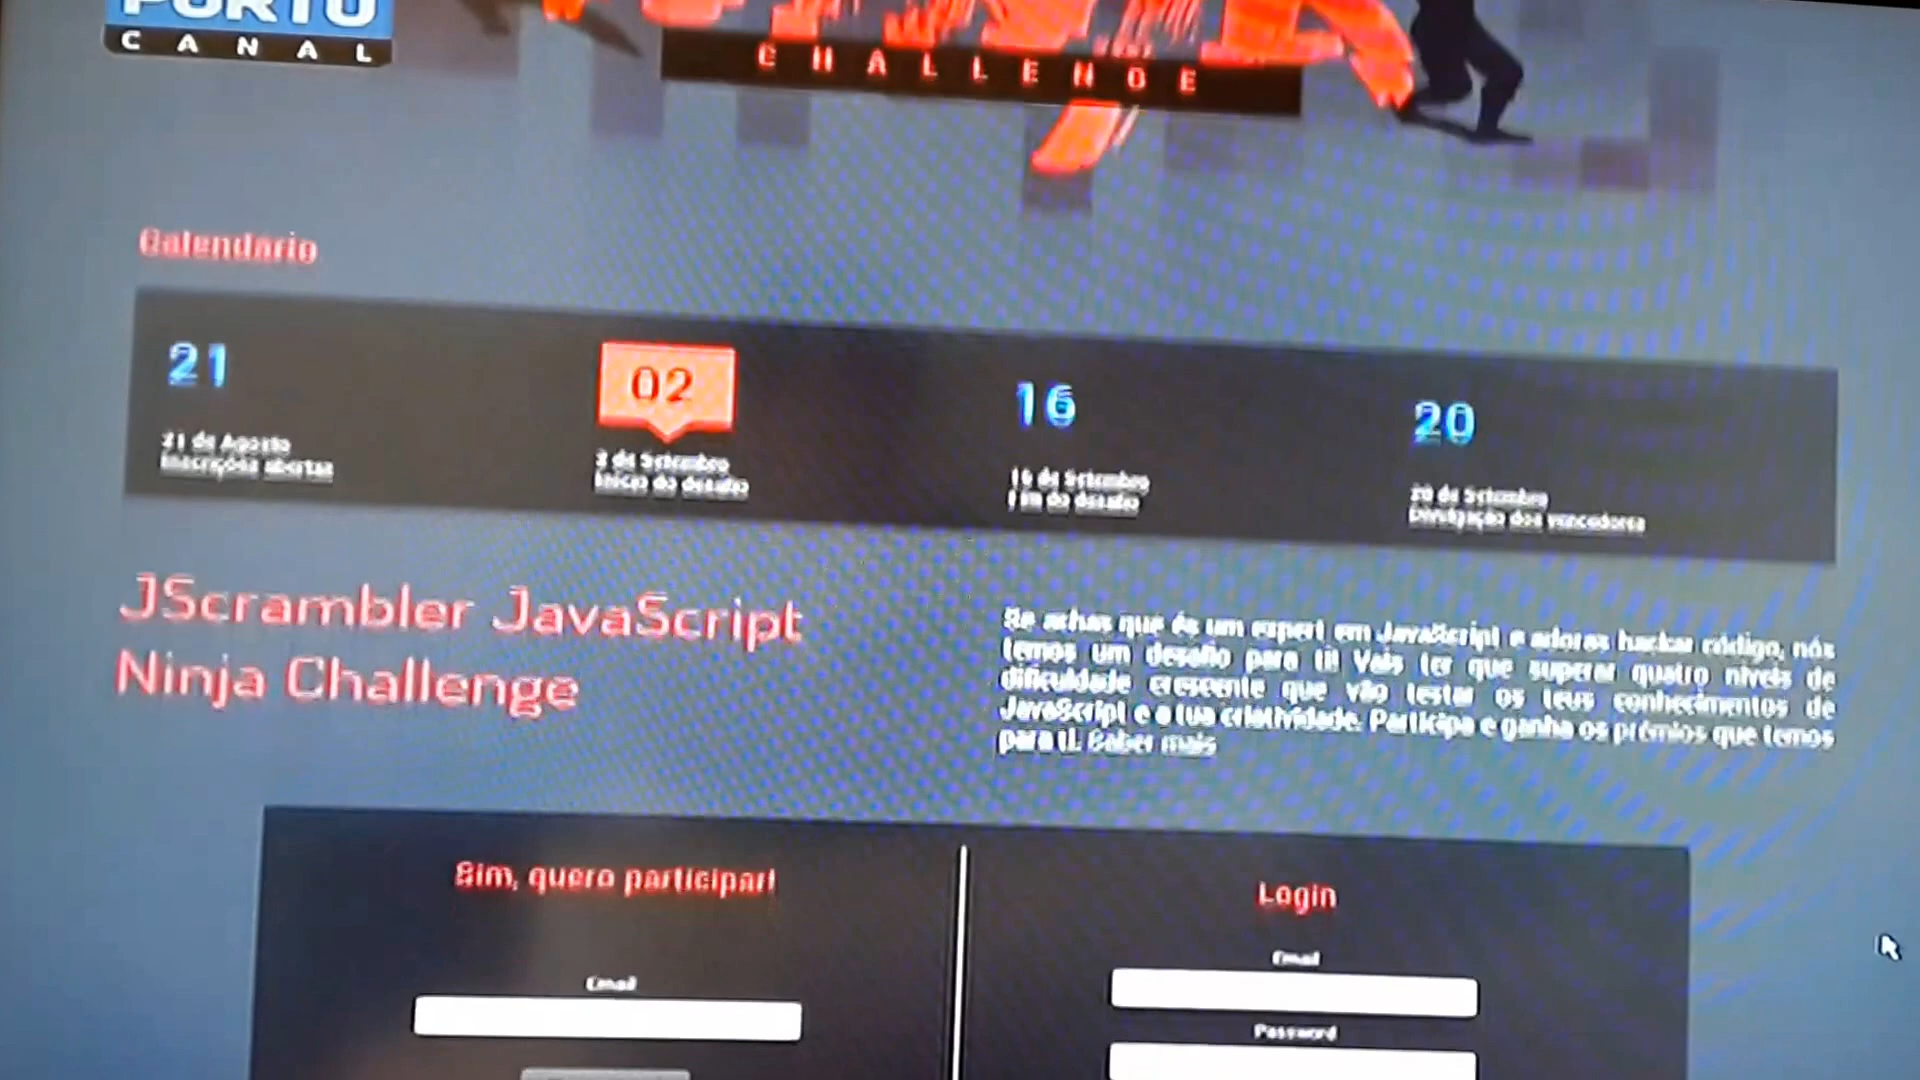 PORTO
CANAL
CHALLENGE
Calendário
21
02
16
20
21 de Agosto
Inscrições abertas
2 de Setembro
Início do desafio
16 de Setembro
Fim do desafio
20 de Setembro
Divulgação dos vencedores
JScrambler JavaScript
Ninja Challenge
Se achas que és um expert em JavaScript e adoras hackar código, nós
temos um desafio para ti! Vais ter que superar quatro níveis de
dificuldade crescente que vão testar os teus conhecimentos de
JavaScript e a tua criatividade. Participa e ganha os prémios que temos
para ti. Saber mais
Sim, quero participar!
Email
Login
Email
Password